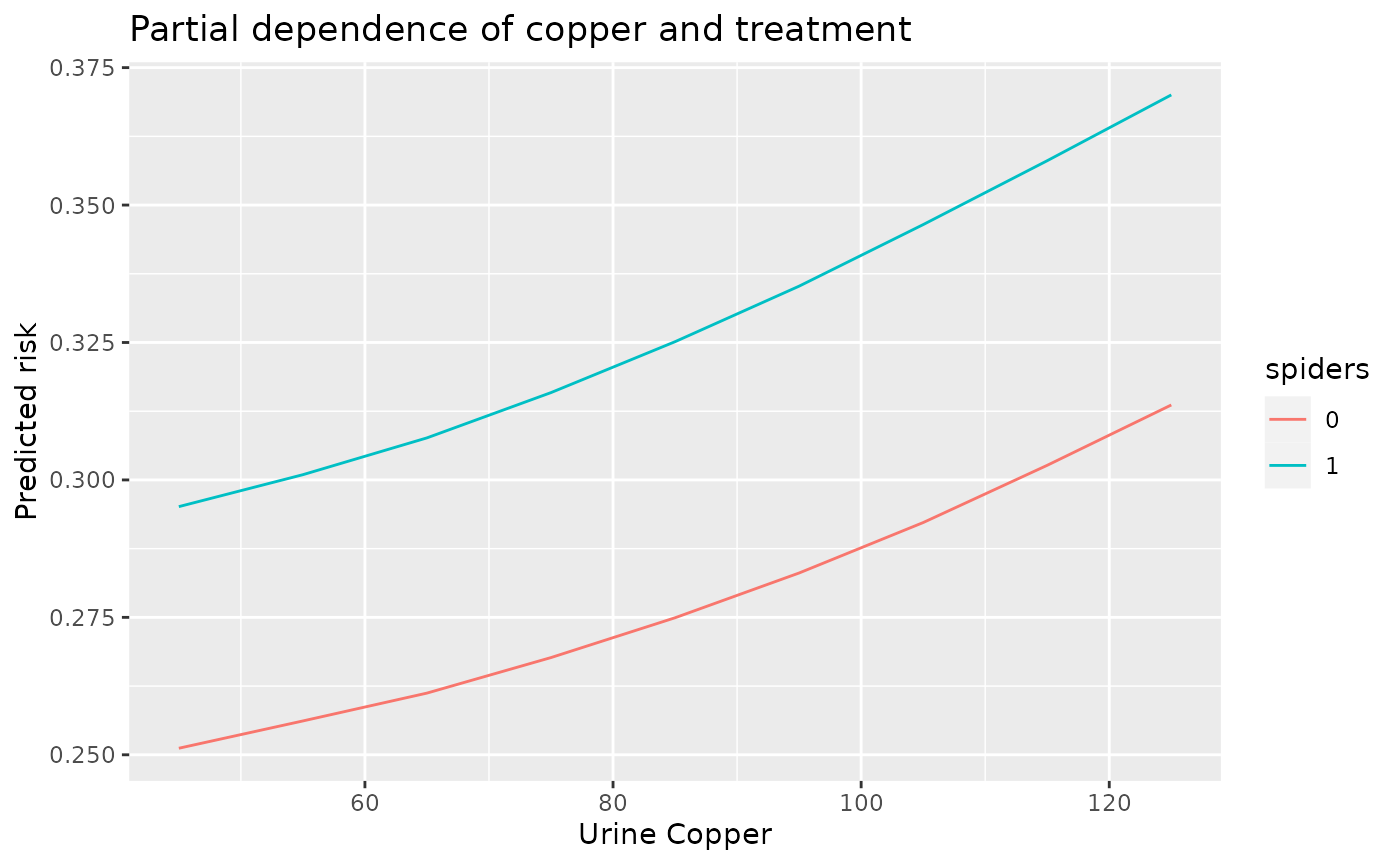 Partial dependence of copper and treatment
0.375
0.350
0.325
0.300
0.275
0.250
Predicted risk
60 80 100 120
Urine Copper
spiders
0
1